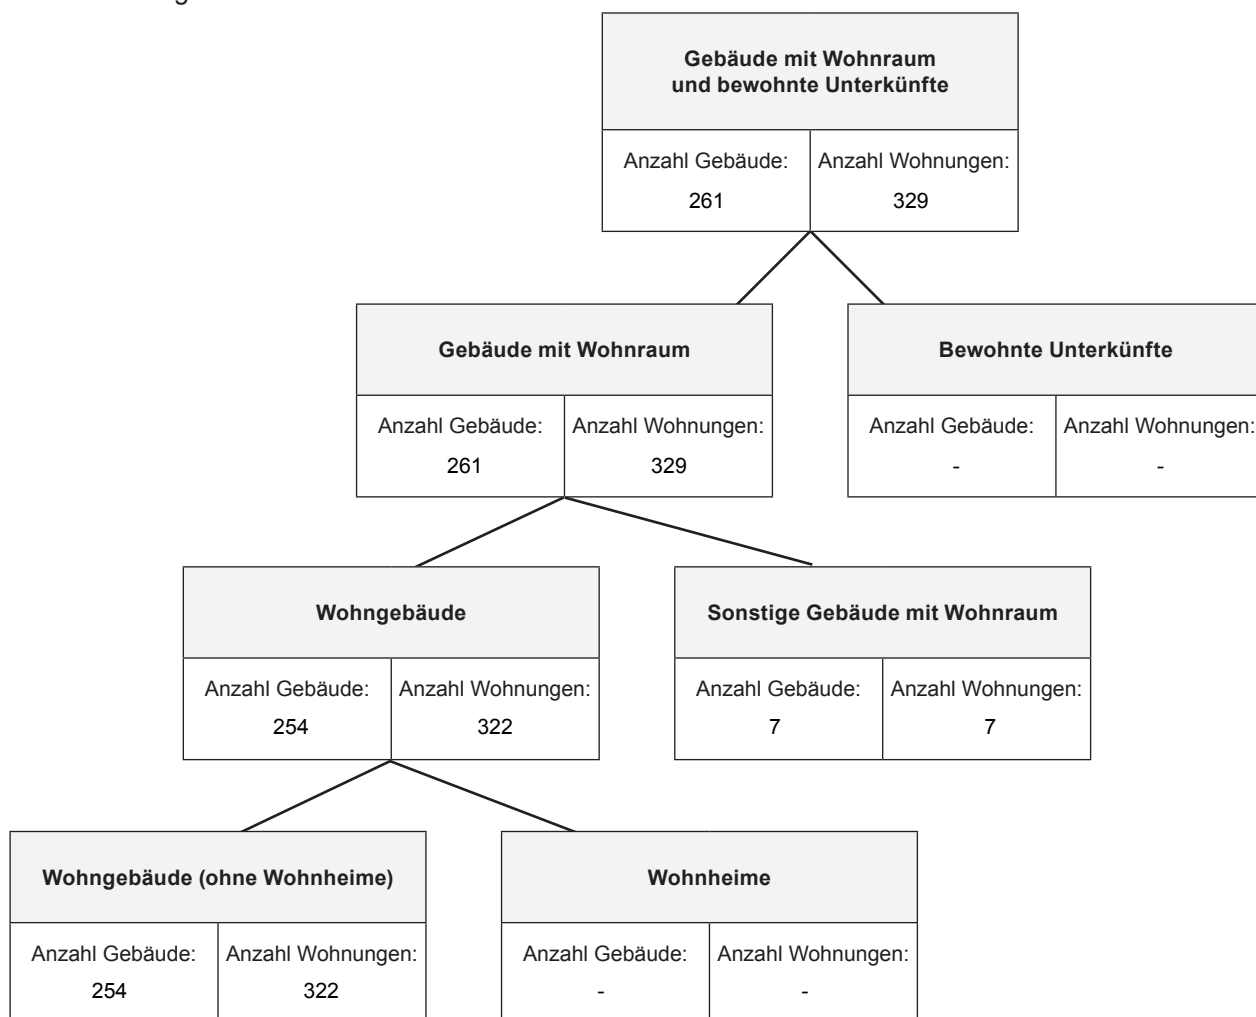 Gebäude mit Wohnraum
und bewohnte Unterkünfte
Anzahl Gebäude: Anzahl Wohnungen:
261 329
Gebäude mit Wohnraum Bewohnte Unterkünfte
Anzahl Gebäude: Anzahl Wohnungen: Anzahl Gebäude: Anzahl Wohnungen:
261 329 - -
Wohngebäude Sonstige Gebäude mit Wohnraum
Anzahl Gebäude: Anzahl Wohnungen: Anzahl Gebäude: Anzahl Wohnungen:
254 322 7 7
Wohngebäude (ohne Wohnheime) Wohnheime
Anzahl Gebäude: Anzahl Wohnungen: Anzahl Gebäude: Anzahl Wohnungen:
254 322 - -